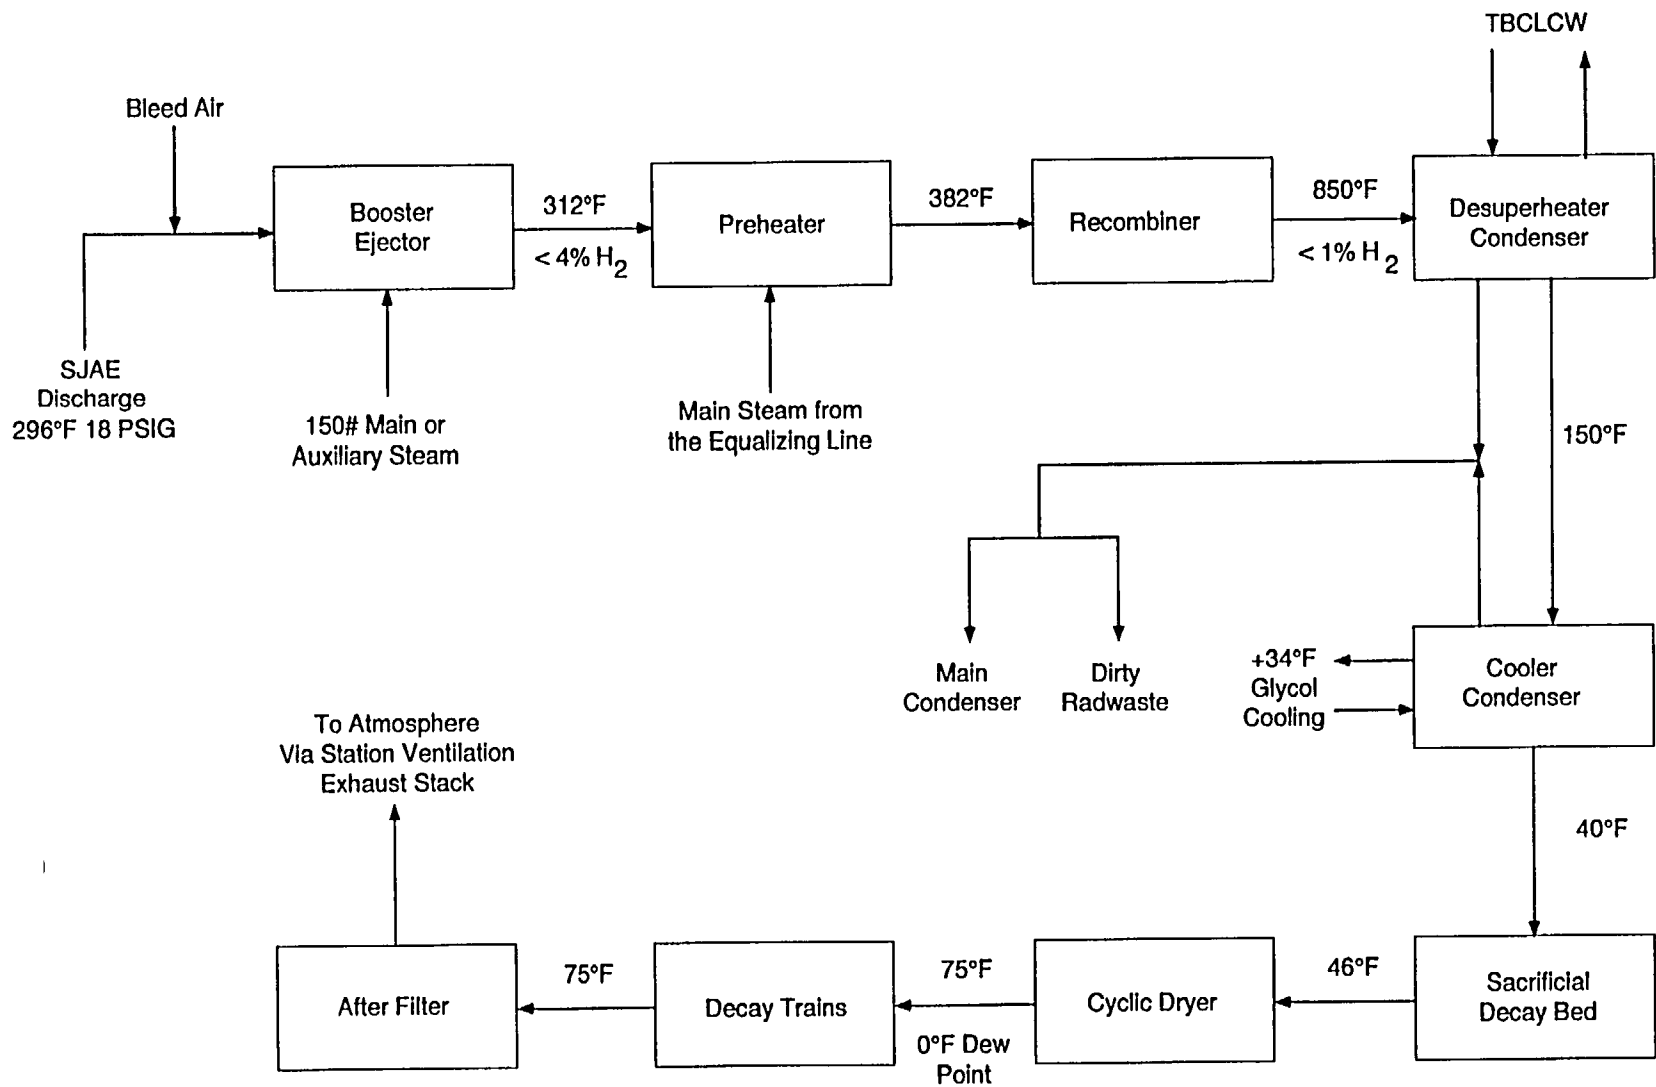 TBCLCW
Bleed Air
Booster
Ejector
312°F
< 4% H2
Preheater
382°F
Recombiner
850°F
< 1% H2
Desuperheater
Condenser
SJAE
Discharge
296°F 18 PSIG
150# Main or
Auxiliary Steam
Main Steam from
the Equalizing Line
150°F
Main
Condenser
Dirty
Radwaste
+34°F
Glycol
Cooling
Cooler
Condenser
To Atmosphere
Via Station Ventilation
Exhaust Stack
40°F
After Filter
75°F
Decay Trains
75°F
0°F Dew
Point
Cyclic Dryer
46°F
Sacrificial
Decay Bed